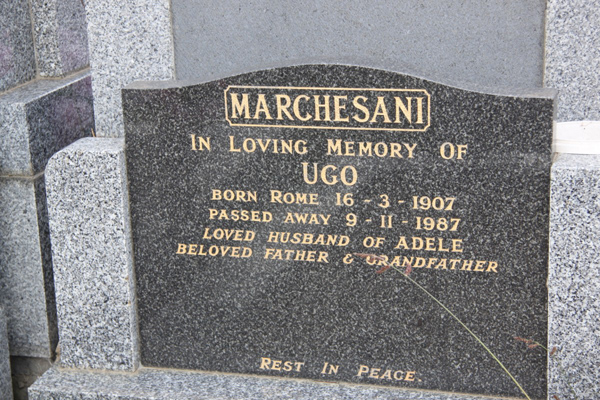 MARCHESANI
IN LOVING MEMORY OF
UGO
BORN ROME 16 - 3 - 1907
PASSED AWAY 9 - 11 - 1987
LOVED HUSBAND OF ADELE
BELOVED FATHER & GRANDFATHER
REST IN PEACE.